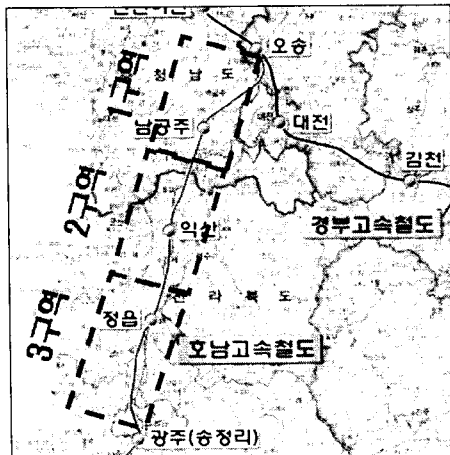 오송
1구역
청 남 도
남공주
대전
김천
2구역
경부고속철도
익산
전 라 북 도
정읍
3구역
호남고속철도
광주(송정리)